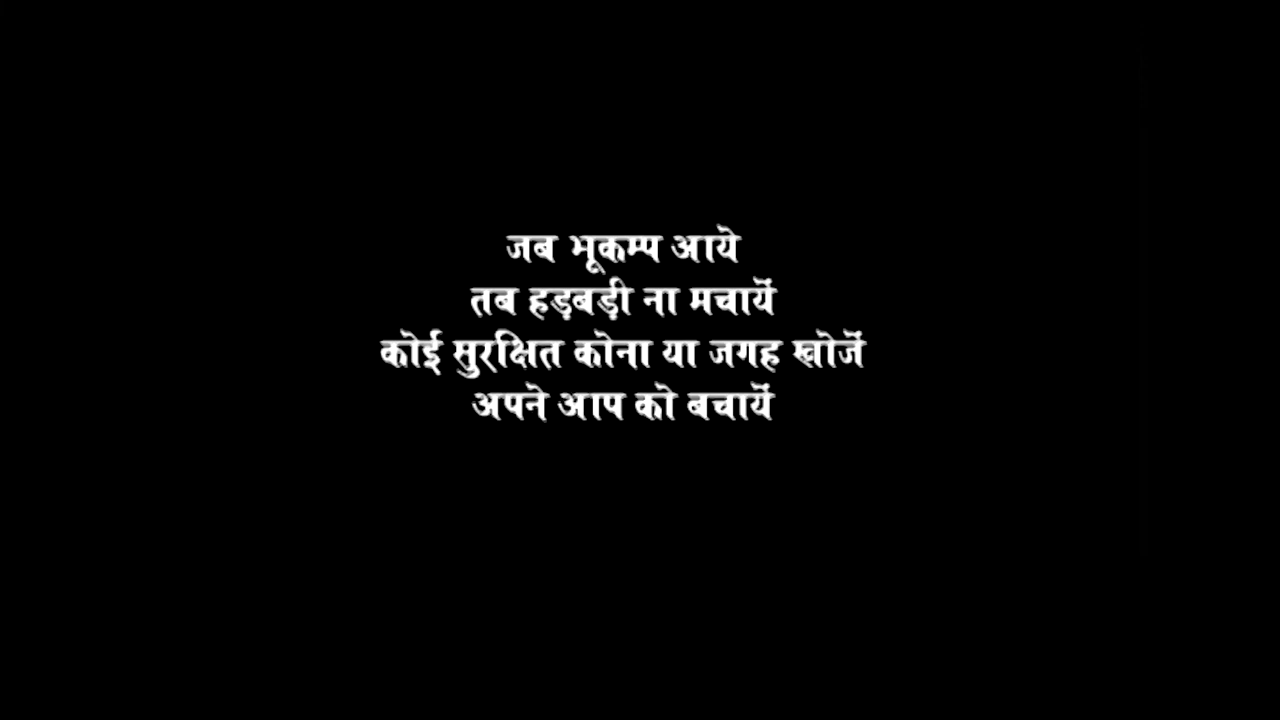 जब भूकम्प आये
तब हड़बड़ी ना मचायें
कोई सुरक्षित कोना या जगह खोजें
अपने आप को बचायें